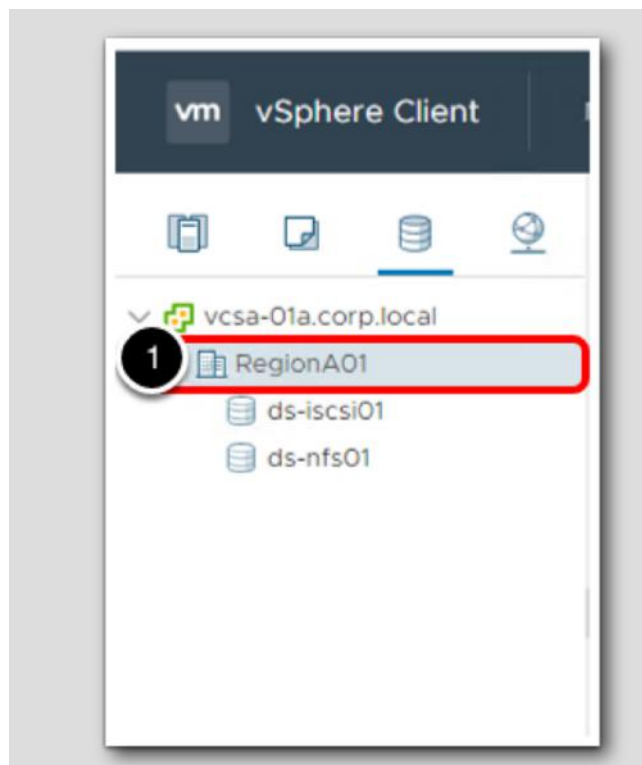 vm vSphere Client
vcsa-01a.corp.local
1 RegionA01
ds-iscsi01
ds-nfs01